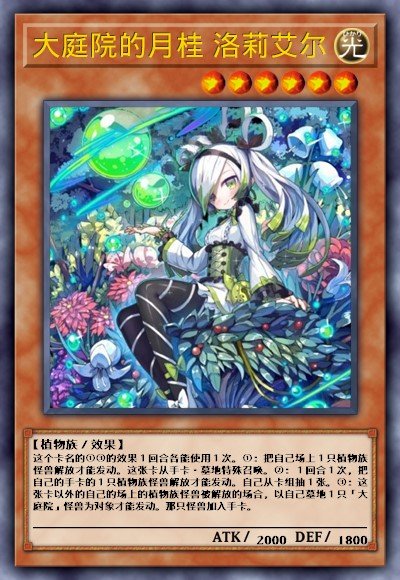 大庭院的月桂 洛莉艾尔
ひかり
光
【植物族／效果】
这个卡名的①③的效果1回合各能使用1次。①：把自己场上1只植物族
怪兽解放才能发动。这张卡从手卡·墓地特殊召唤。②：1回合1次，把
自己的手卡的1只植物族怪兽解放才能发动。自己从卡组抽1张。③：这
张卡以外的自己的场上的植物族怪兽被解放的场合，以自己墓地1只「大
庭院」怪兽为对象才能发动。那只怪兽加入手卡。
ATK / 2000 DEF / 1800